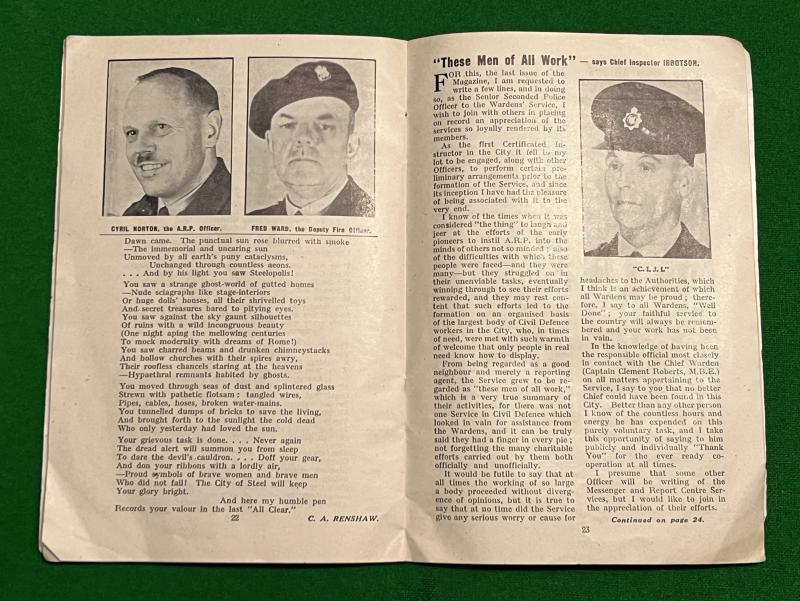 CYRIL NORTON, the A.R.P. Officer.
FRED WARD, the Deputy Fire Officer.
Dawn came. The punctual sun rose blurred with smoke
—The immemorial and uncaring sun
Unmoved by all earth's puny cataclysms,
Unchanged through countless aeons.
. . . And by his light you saw Steelopolis!
You saw a strange ghost-world of gutted homes
—Nude sciagraphs like stage-interiors
Or huge dolls' houses, all their shrivelled toys
And secret treasures bared to pitying eyes.
You saw against the sky gaunt silhouettes
Of ruins with a wild incongruous beauty
(One night aping the mellowing centuries
To mock modernity with dreams of Rome!)
You saw charred beams and drunken chimneystacks
And hollow churches with their spires awry,
Their roofless chancels staring at the heavens
—Hypaethral remnants habited by ghosts.
You moved through seas of dust and splintered glass
Strewn with pathetic flotsam: tangled wires,
Pipes, cables, hoses, broken water-mains.
You tunnelled dumps of bricks to save the living,
And brought forth to the sunlight the cold dead
Who only yesterday had loved the sun.
Your grievous task is done. . . . Never again
The dread alert will summon you from sleep
To dare the devil's cauldron. . . . Doff your gear,
And don your ribbons with a lordly air,
—Proud symbols of brave women and brave men
Who did not fail! The City of Steel will keep
Your glory bright.
And here my humble pen
Records your valour in the last "All Clear."
22
C. A. RENSHAW.
"These Men of All Work" — says Chief Inspector IBBOTSON.
FOR this, the last issue of the
Magazine, I am requested to
write a few lines, and in doing
so, as the Senior Seconded Police
Officer to the Wardens' Service, I
wish to join with others in placing
on record an appreciation of the
services so loyally rendered by its
members.
As the first Certificated In-
structor in the City it fell to my
lot to be engaged, along with other
Officers, to perform certain pre-
liminary arrangements prior to the
formation of the Service, and since
its inception I have had the pleasure
of being associated with it to the
very end.
I know of the times when it was
considered "the thing" to laugh and
jeer at the efforts of the early
pioneers to instil A.R.P. into the
minds of others not so minded; also
of the difficulties with which these
people were faced—and they were
many—but they struggled on in
their unenviable tasks, eventually
winning through to see their efforts
rewarded, and they may rest con-
tent that such efforts led to the
formation on an organised basis
of the largest body of Civil Defence
workers in the City, who, in times
of need, were met with such warmth
of welcome that only people in real
need know how to display.
From being regarded as a good
neighbour and merely a reporting
agent, the Service grew to be re-
garded as "these men of all work,"
which is a very true summary of
their activities, for there was not
one Service in Civil Defence which
looked in vain for assistance from
the Wardens, and it can be truly
said they had a finger in every pie;
not forgetting the many charitable
efforts carried out by them both
officially and unofficially.
It would be futile to say that at
all times the working of so large
a body proceeded without diverg-
ence of opinions, but it is true to
say that at no time did the Service
give any serious worry or cause for
"C.I.J.I."
headaches to the Authorities, which
I think is an achievement of which
all Wardens may be proud; there-
fore, I say to all Wardens, "Well
Done"; your faithful service to
the country will always be remem-
bered and your work has not been
in vain.
In the knowledge of having been
the responsible official most closely
in contact with the Chief Warden
(Captain Clement Roberts, M.B.E.)
on all matters appertaining to the
Service, I say to you that no better
Chief could have been found in this
City. Better than any other person
I know of the countless hours and
energy he has expended on this
purely voluntary task, and I take
this opportunity of saying to him
publicly and individually "Thank
You" for the ever ready co-
operation at all times.
I presume that some other
Officer will be writing of the
Messenger and Report Centre Ser-
vices, but I would like to join in
the appreciation of their efforts.
Continued on page 24.
23